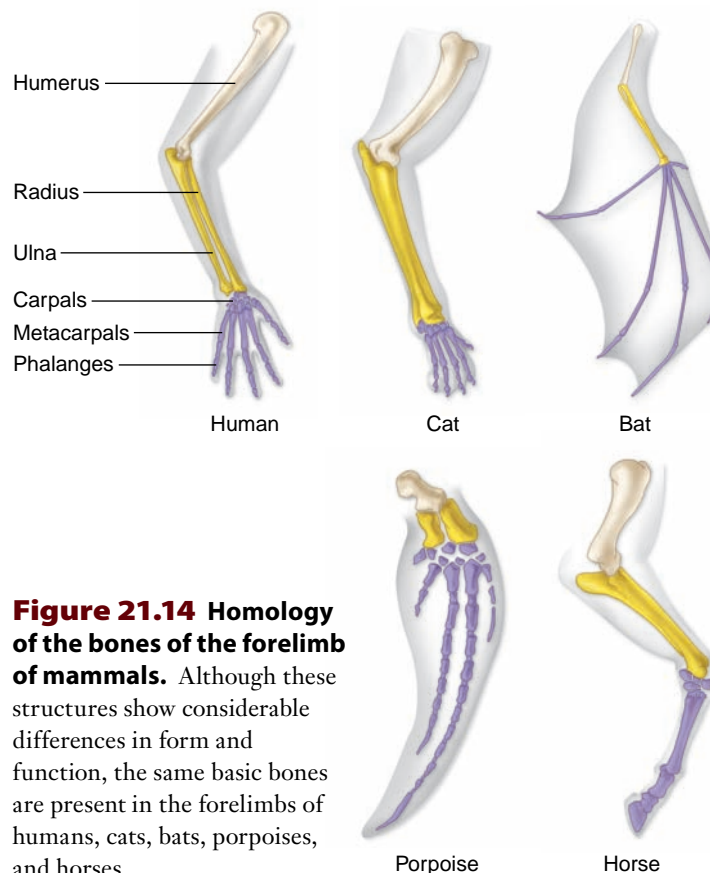 Humerus
Radius
Ulna
Carpals
Metacarpals
Phalanges
Human Cat Bat
Figure 21.14 Homology
of the bones of the forelimb
of mammals. Although these
structures show considerable
differences in form and
function, the same basic bones
are present in the forelimbs of
humans, cats, bats, porpoises,
and horses
Porpoise Horse